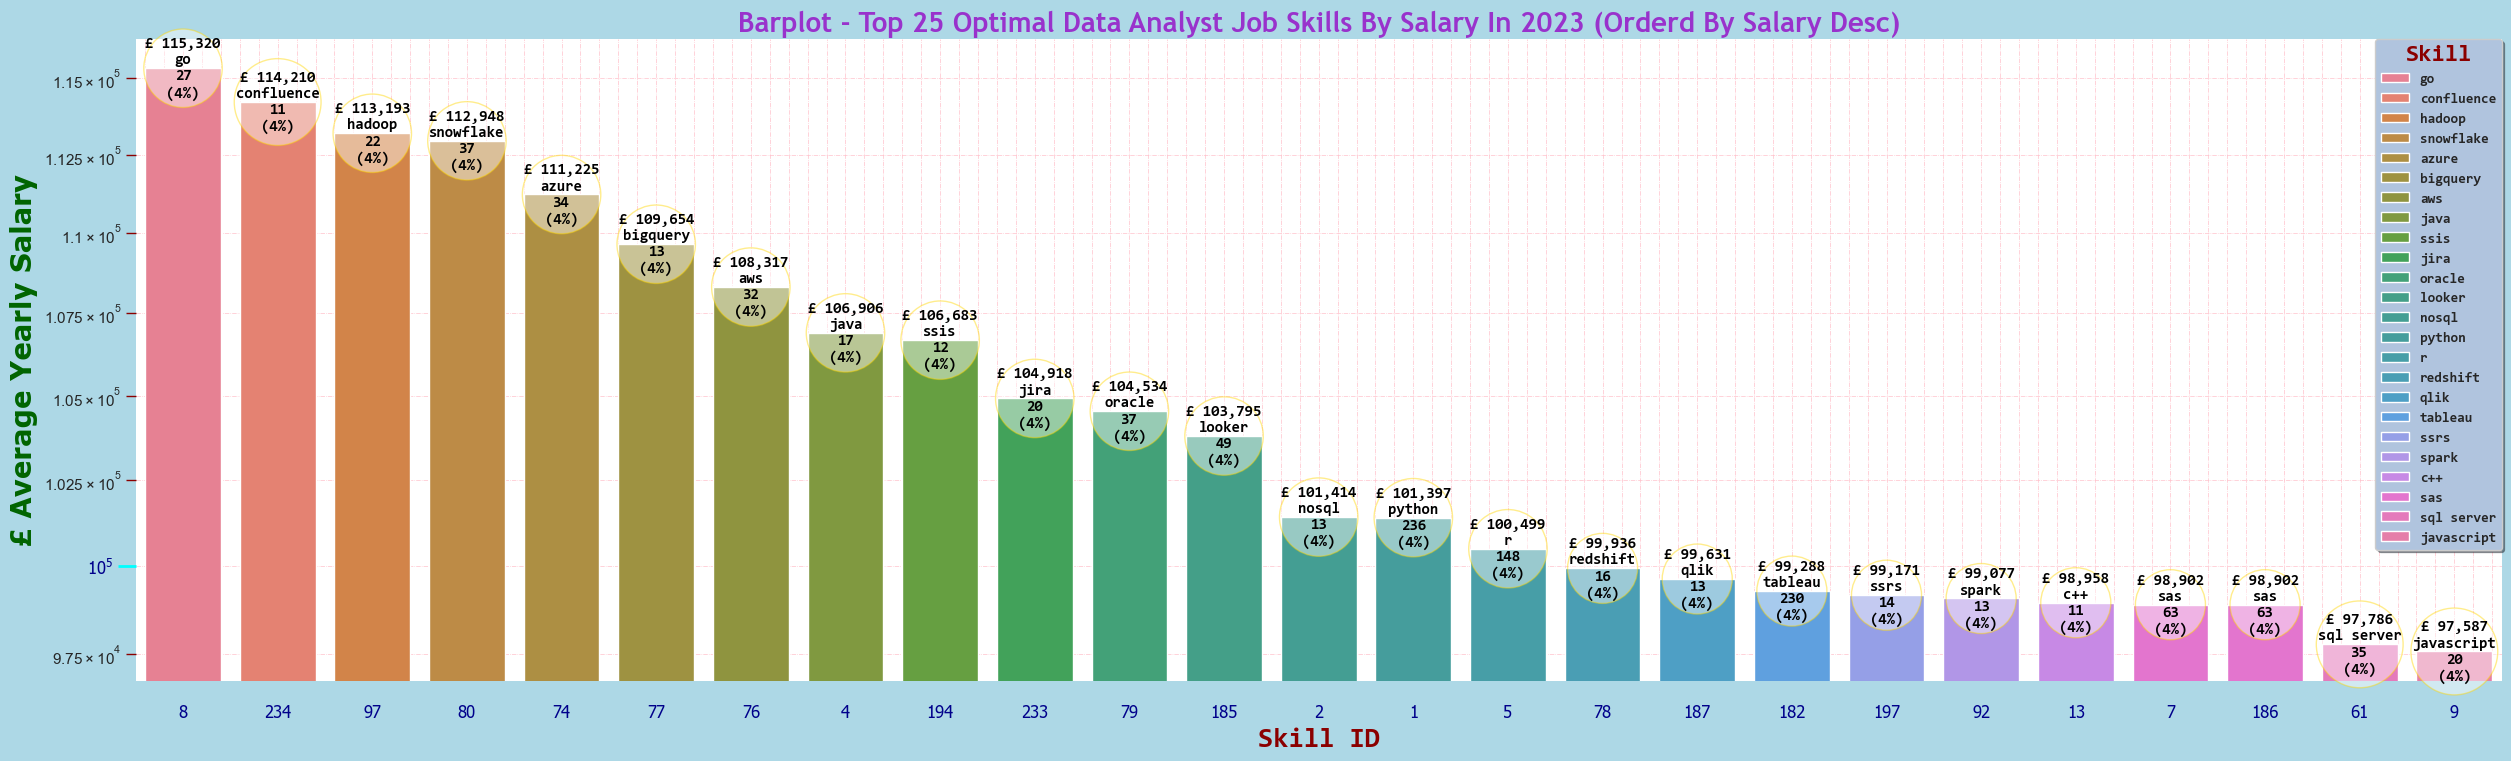 Barplot - Top 25 Optimal Data Analyst Job Skills By Salary In 2023 (Orderd By Salary Desc)
£ Average Yearly Salary
1.15 × 10^5
1.125 × 10^5
1.1 × 10^5
1.075 × 10^5
1.05 × 10^5
1.025 × 10^5
10^5
9.75 × 10^4
£ 115,320
go
27
(4%)
£ 114,210
confluence
11
(4%)
£ 113,193
hadoop
22
(4%)
£ 112,948
snowflake
37
(4%)
£ 111,225
azure
34
(4%)
£ 109,654
bigquery
13
(4%)
£ 108,317
aws
32
(4%)
£ 106,906
java
17
(4%)
£ 106,683
ssis
12
(4%)
£ 104,918
jira
20
(4%)
£ 104,534
oracle
37
(4%)
£ 103,795
looker
49
(4%)
£ 101,414
nosql
13
(4%)
£ 101,397
python
236
(4%)
£ 100,499
r
148
(4%)
£ 99,936
redshift
16
(4%)
£ 99,631
qlik
13
(4%)
£ 99,288
tableau
230
(4%)
£ 99,171
ssrs
14
(4%)
£ 99,077
spark
13
(4%)
£ 98,958
c++
11
(4%)
£ 98,902
sas
63
(4%)
£ 98,902
sas
63
(4%)
£ 97,786
sql server
35
(4%)
£ 97,587
javascript
20
(4%)
Skill
go
confluence
hadoop
snowflake
azure
bigquery
aws
java
ssis
jira
oracle
looker
nosql
python
r
redshift
qlik
tableau
ssrs
spark
c++
sas
sql server
javascript
8 234 97 80 74 77 76 4 194 233 79 185 2 1 5 78 187 182 197 92 13 7 186 61 9
Skill ID